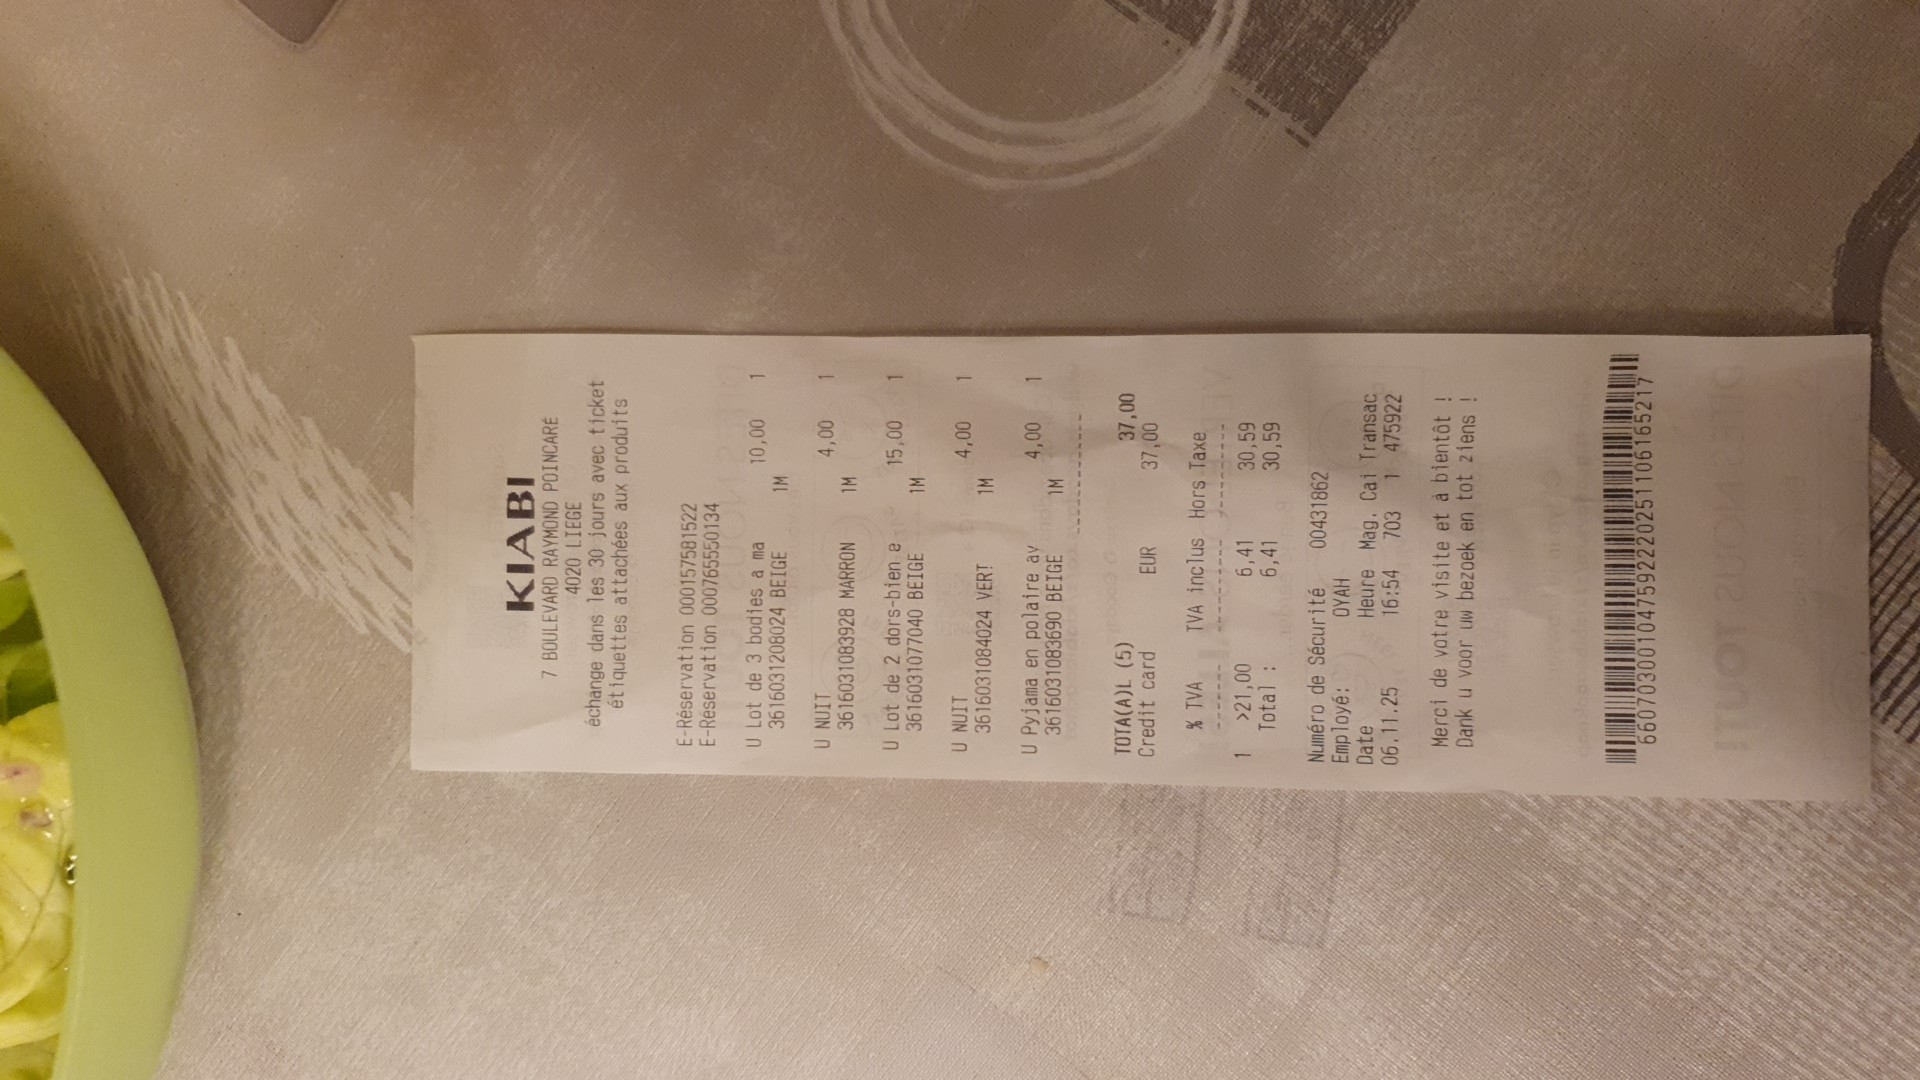 KIABI
7 BOULEVARD RAYMOND POINCARE
4020 LIEGE
échange dans les 30 jours avec ticket
étiquettes attachées aux produits
E-Réservation 000157581522
E-Réservation 000765550134
U Lot de 3 bodies a ma 10,00 1
3616031208024 BEIGE 1M
U NUIT 4,00 1
3616031083928 MARRON 1M
U Lot de 2 dors-bien e 15,00 1
3616031077040 BEIGE 1M
U NUIT 4,00 1
3616031084024 VERT 1M
U Pyjama en polaire av 4,00 1
3616031083690 BEIGE 1M
TOTA(A)L (5) 37,00
Credit card EUR 37,00
% TVA TVA inclus Hors Taxe
1 >21,00 6,41 30,59
Total : 6,41 30,59
Numéro de Sécurité 00431862
Employé: OYAH
Date Heure Mag. Cai Transac
06.11.25 16:54 703 1 475922
Merci de votre visite et à bientôt !
Dank u voor uw bezoek en tot ziens !